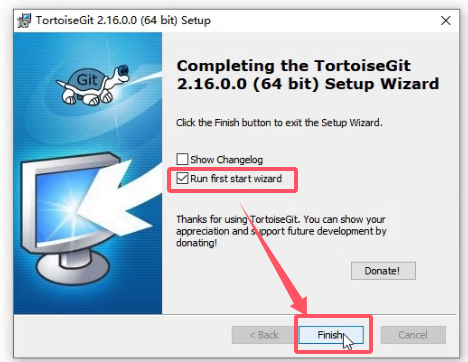 TortoiseGit 2.16.0.0 (64 bit) Setup
Git
Completing the TortoiseGit
2.16.0.0 (64 bit) Setup Wizard
Click the Finish button to exit the Setup Wizard.
Show Changelog
Run first start wizard
Thanks for using TortoiseGit. You can show your
appreciation and support future development by
donating!
Donate!
< Back
Finish
Cancel